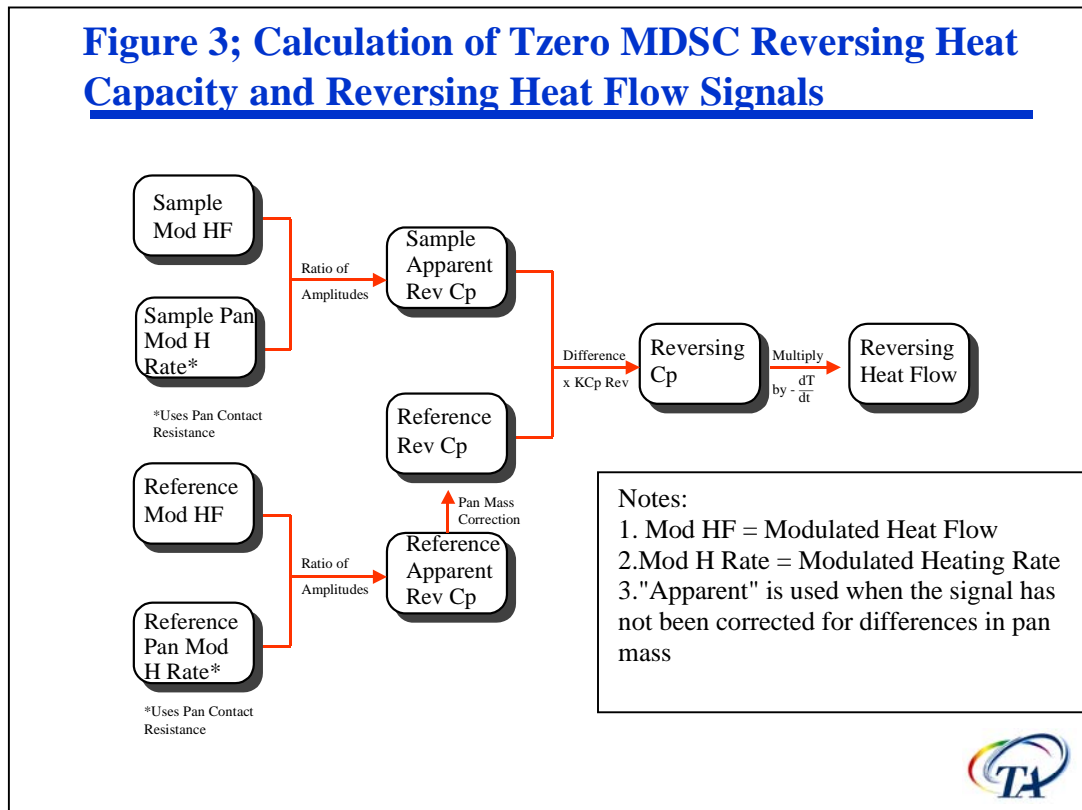 Figure 3; Calculation of Tzero MDSC Reversing Heat
Capacity and Reversing Heat Flow Signals
Sample
Mod HF
Sample Pan
Mod H
Rate*
*Uses Pan Contact
Resistance
Ratio of
Amplitudes
Sample
Apparent
Rev Cp
Reference
Rev Cp
Pan Mass
Correction
Reference
Mod HF
Reference
Pan Mod
H Rate*
*Uses Pan Contact
Resistance
Ratio of
Amplitudes
Reference
Apparent
Rev Cp
Difference
x KCp Rev
Reversing
Cp
Multiply
by - dT
dt
Reversing
Heat Flow
Notes:
1. Mod HF = Modulated Heat Flow
2.Mod H Rate = Modulated Heating Rate
3."Apparent" is used when the signal has
not been corrected for differences in pan
mass
TA